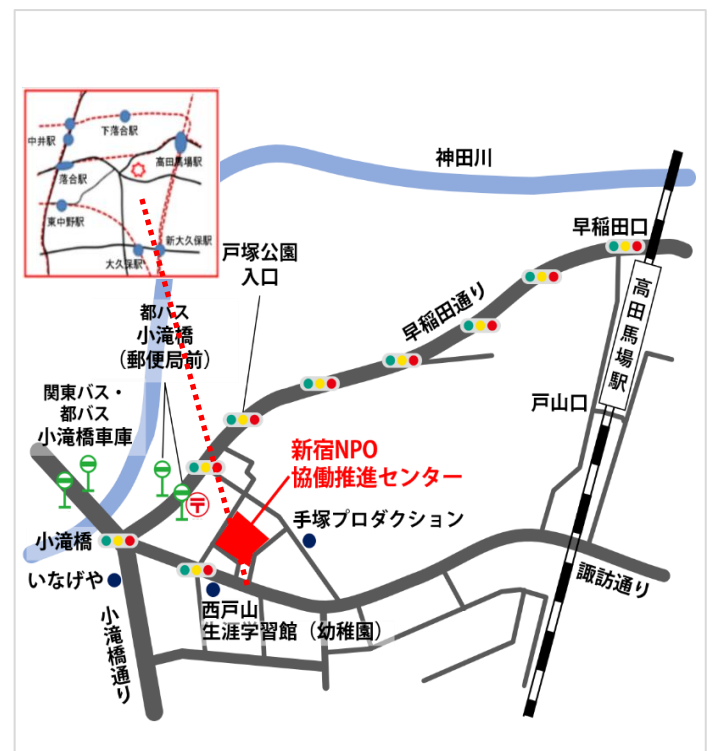 神田川
中井駅
下落合駅
高田馬場駅
落合駅
東中野駅
新大久保駅
大久保駅
早稲田口
戸塚公園
入口
早稲田通り
高田馬場駅
都バス
小滝橋
（郵便局前）
関東バス・
都バス
小滝橋車庫
戸山口
新宿NPO
協働推進センター
〒
手塚プロダクション
小滝橋
いなげや
諏訪通り
西戸山
生涯学習館（幼稚園）
小滝橋通り